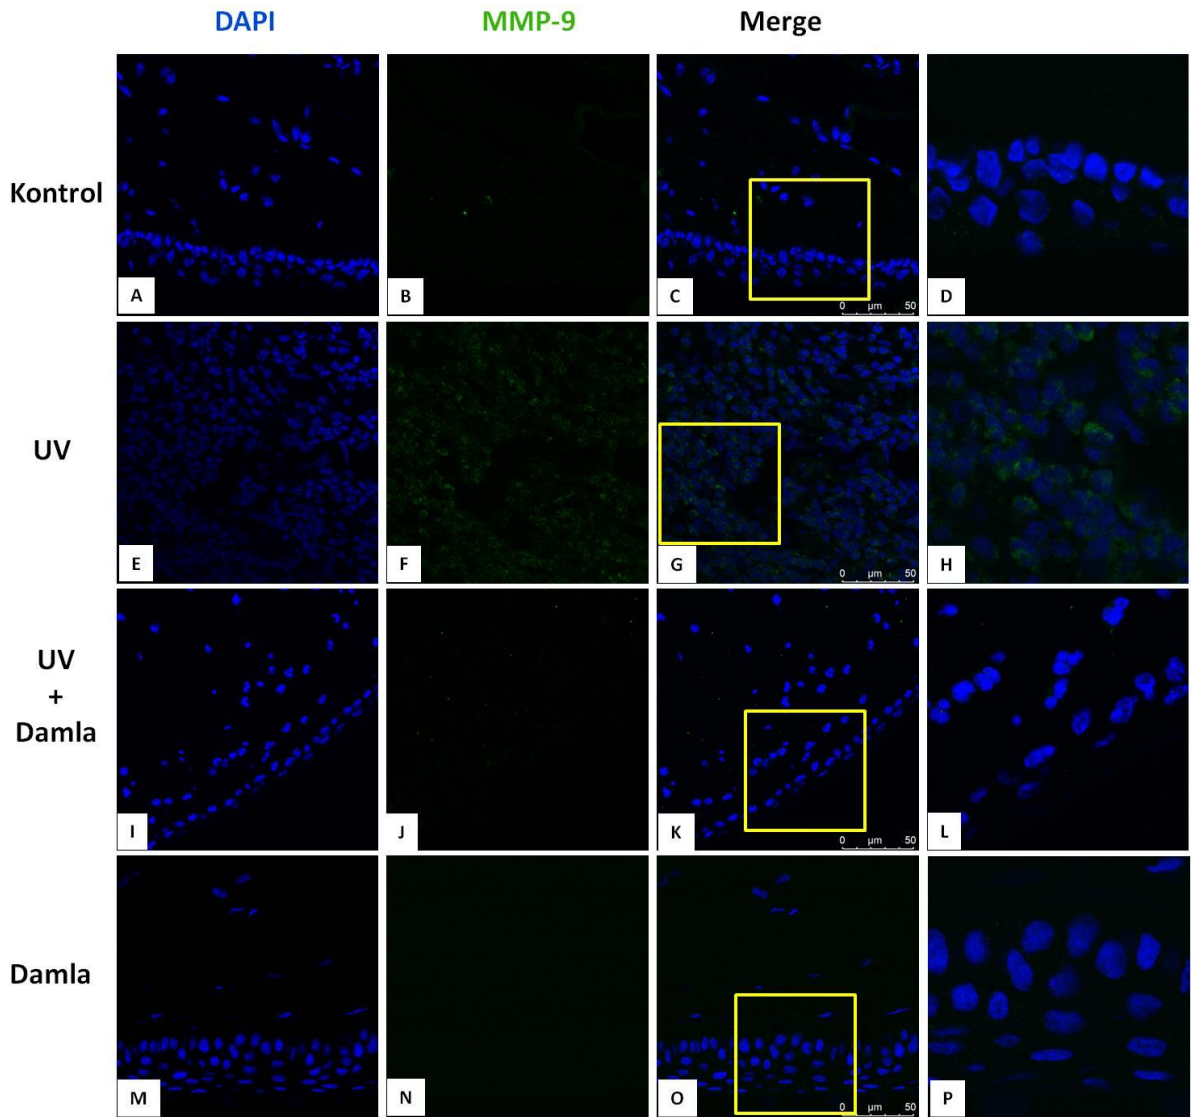 DAPI MMP-9 Merge
Kontrol
A B C D
0 µm 50
UV
E F G H
0 µm 50
UV
+
Damla
I J K L
0 µm 50
Damla
M N O P
0 µm 50